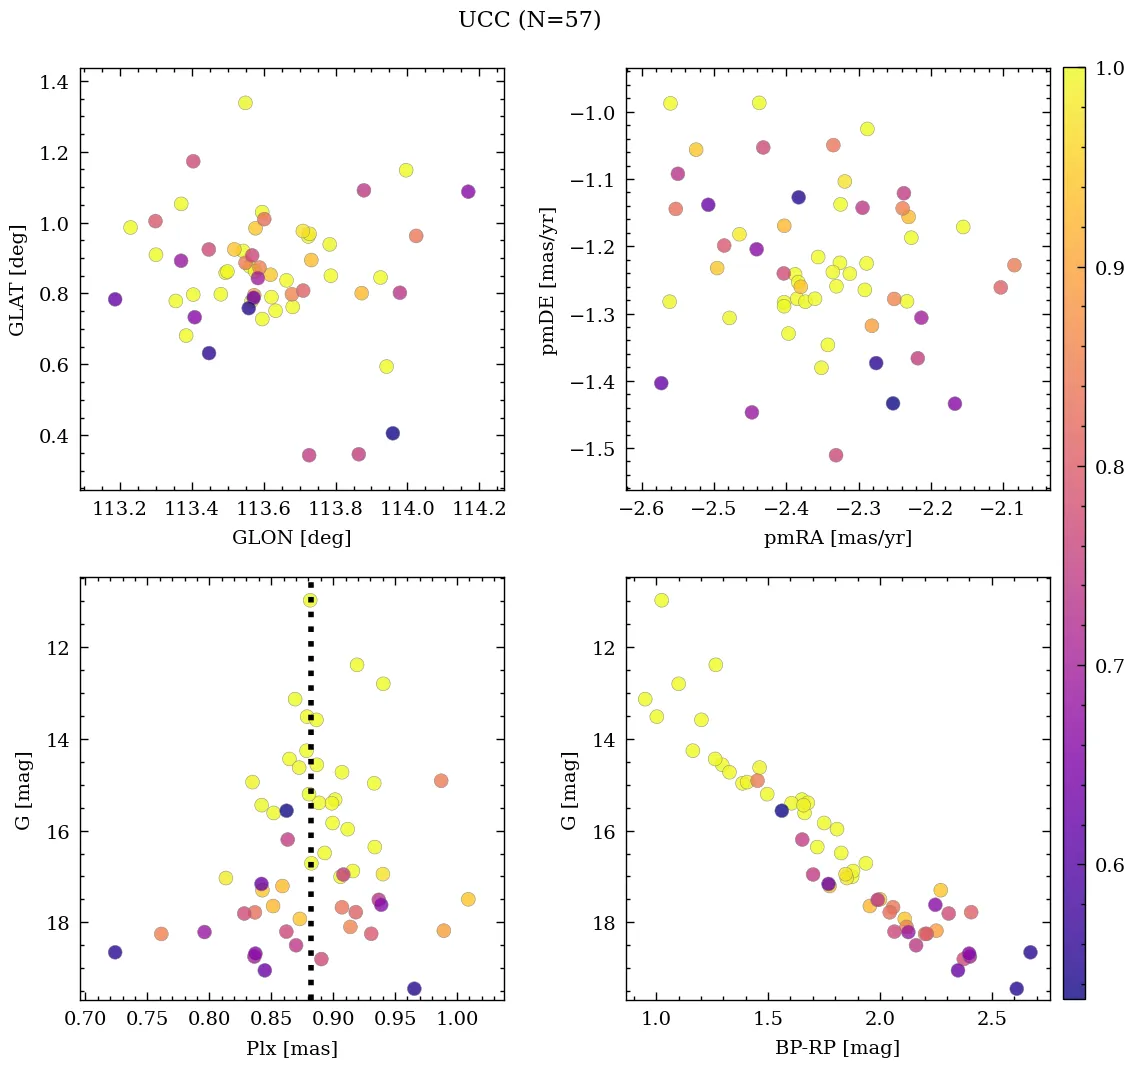 UCC (N=57)
1.4
1.2
1.0
0.8
0.6
0.4
GLAT [deg]
113.2 113.4 113.6 113.8 114.0 114.2
GLON [deg]
−1.0
−1.1
−1.2
−1.3
−1.4
−1.5
pmDE [mas/yr]
−2.6 −2.5 −2.4 −2.3 −2.2 −2.1
pmRA [mas/yr]
12
14
16
18
G [mag]
0.70 0.75 0.80 0.85 0.90 0.95 1.00
Plx [mas]
12
14
16
18
G [mag]
1.0 1.5 2.0 2.5
BP-RP [mag]
1.0
0.9
0.8
0.7
0.6